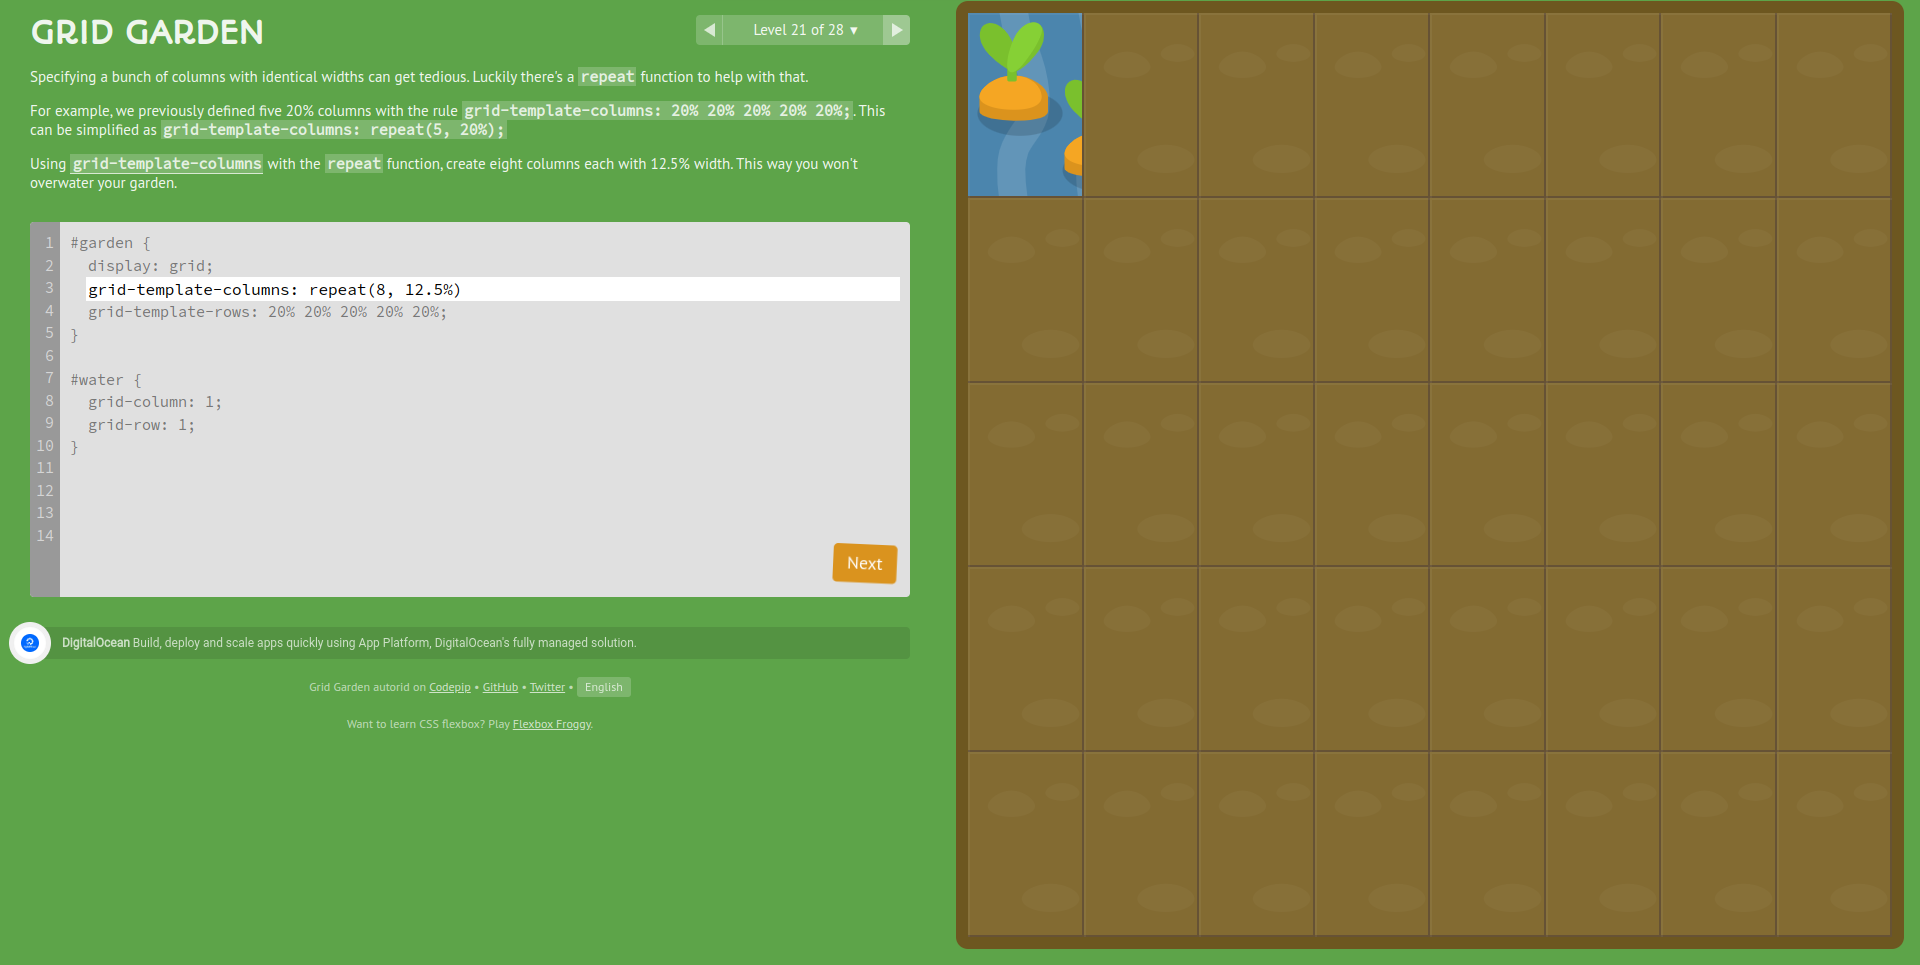 GRID GARDEN
◀ Level 21 of 28 ▾ ▶
Specifying a bunch of columns with identical widths can get tedious. Luckily there's a repeat function to help with that.
For example, we previously defined five 20% columns with the rule grid-template-columns: 20% 20% 20% 20% 20%;. This
can be simplified as grid-template-columns: repeat(5, 20%);
Using grid-template-columns with the repeat function, create eight columns each with 12.5% width. This way you won't
overwater your garden.
1 #garden {
2 display: grid;
3 grid-template-columns: repeat(8, 12.5%)
4 grid-template-rows: 20% 20% 20% 20% 20%;
5 }
6
7 #water {
8 grid-column: 1;
9 grid-row: 1;
10 }
11
12
13
14
Next
DigitalOcean Build, deploy and scale apps quickly using App Platform, DigitalOcean's fully managed solution.
Grid Garden autorid on Codepip • GitHub • Twitter • English
Want to learn CSS flexbox? Play Flexbox Froggy.